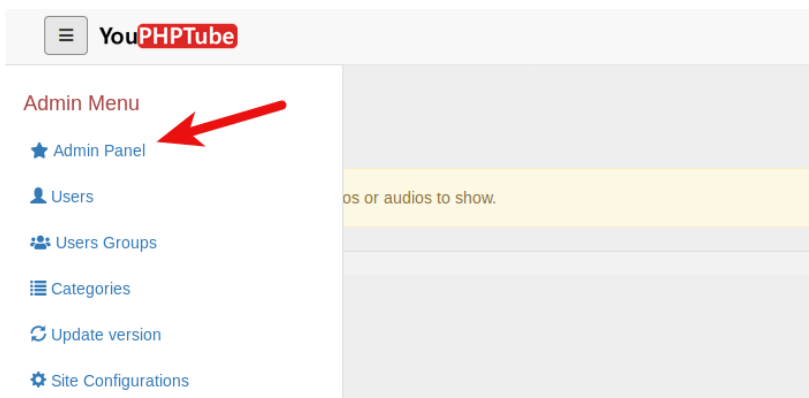 YouPHPTube
Admin Menu
Admin Panel
Users
os or audios to show.
Users Groups
Categories
Update version
Site Configurations